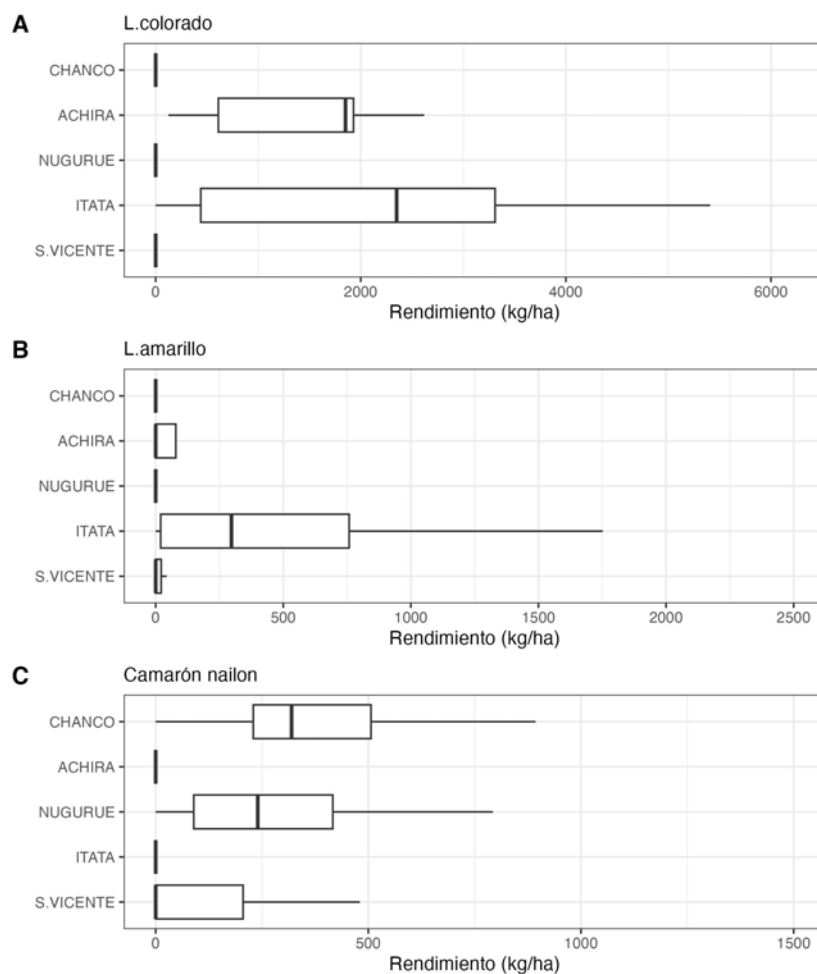 A L.colorado
CHANCO
ACHIRA
NUGURUE
ITATA
S.VICENTE
0 2000 4000 6000
Rendimiento (kg/ha)
B L.amarillo
CHANCO
ACHIRA
NUGURUE
ITATA
S.VICENTE
0 500 1000 1500 2000 2500
Rendimiento (kg/ha)
C Camarón nailon
CHANCO
ACHIRA
NUGURUE
ITATA
S.VICENTE
0 500 1000 1500
Rendimiento (kg/ha)